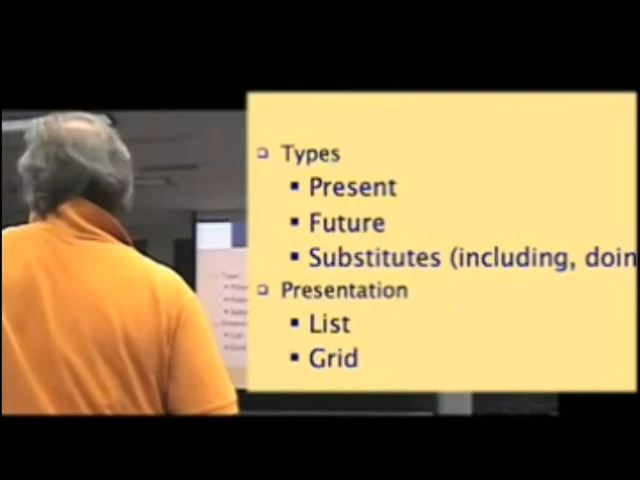 Types
Present
Future
Substitutes (including, doin
Presentation
List
Grid